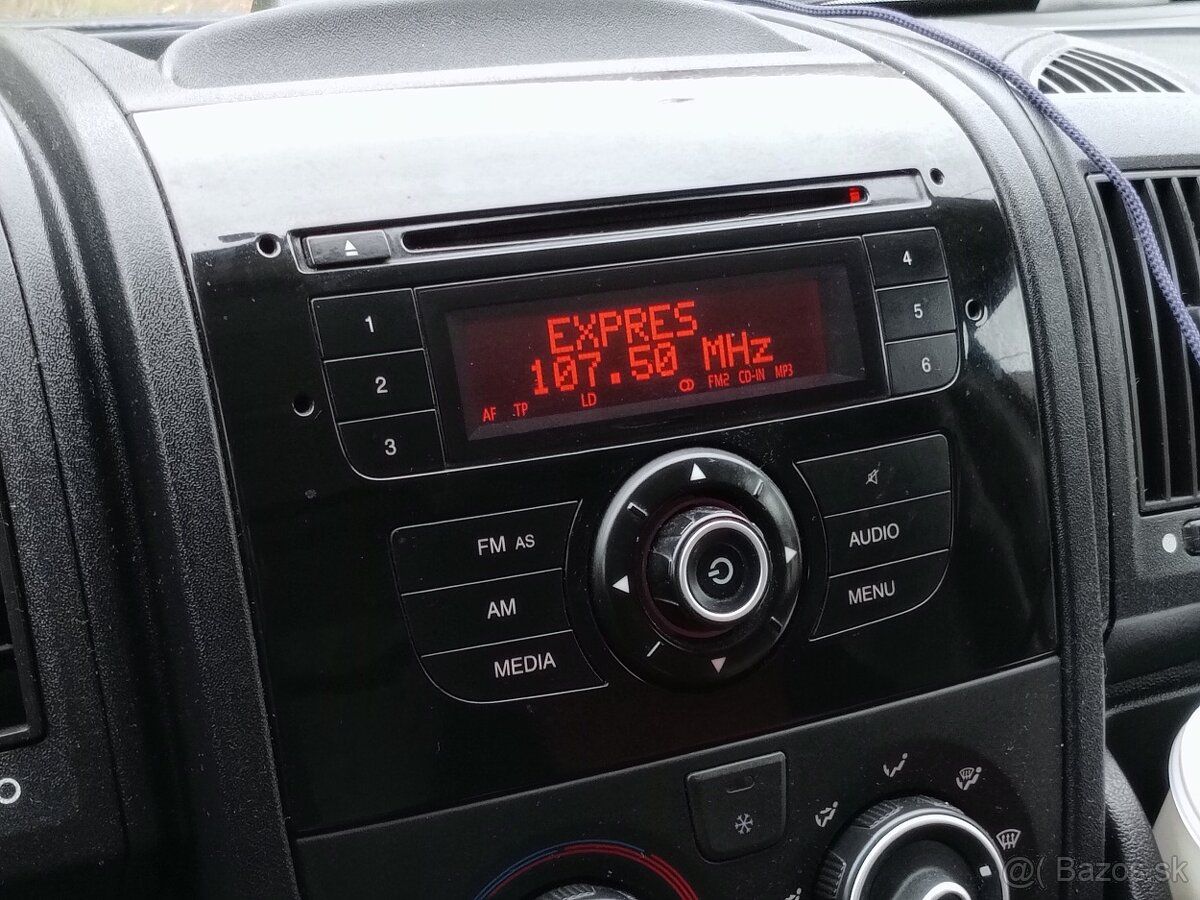 4
1
EXPRES
5
2
107.50 MHz
6
AF TP LD FM2 CD-IN MP3
3
FM AS
AUDIO
AM
MENU
MEDIA
@( Bazos.sk